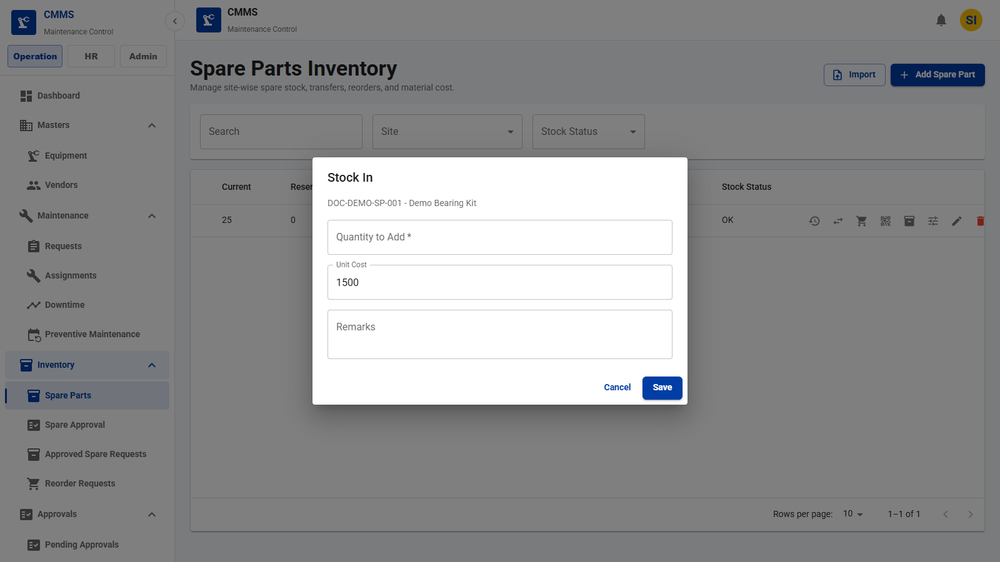 CMMS
Maintenance Control
Operation
HR
Admin
Dashboard
Masters
Equipment
Vendors
Maintenance
Requests
Assignments
Downtime
Preventive Maintenance
Inventory
Spare Parts
Spare Approval
Approved Spare Requests
Reorder Requests
Approvals
Pending Approvals
CMMS
Maintenance Control
SI
Spare Parts Inventory
Manage site-wise spare stock, transfers, reorders, and material cost.
Import
Add Spare Part
Search
Site
Stock Status
Current
Reser
Stock Status
25
0
OK
Stock In
DOC-DEMO-SP-001 - Demo Bearing Kit
Quantity to Add *
Unit Cost
1500
Remarks
Cancel
Save
Rows per page:
10
1–1 of 1